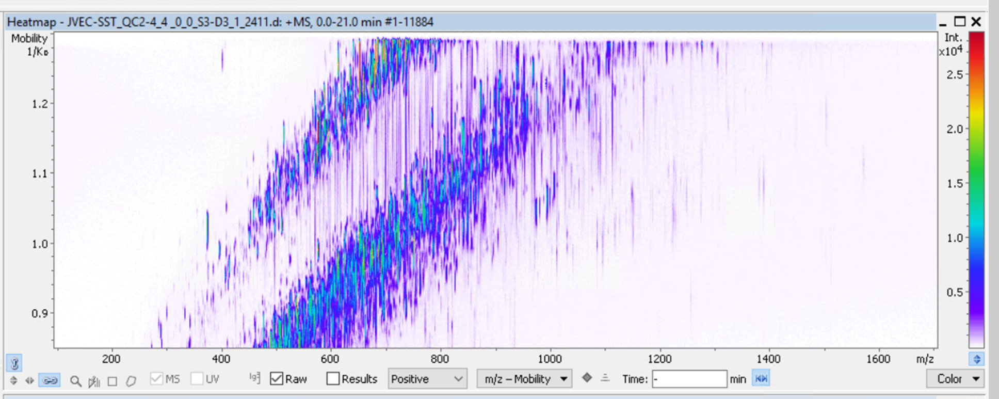 Heatmap - JVEC-SST_QC2-4_4 _0_0_S3-D3_1_2411.d: +MS, 0.0-21.0 min #1-11884
Mobility
1/K₀
Int.
x10⁴
2.5
1.2
2.0
1.1
1.5
1.0
1.0
0.5
0.9
200 400 600 800 1000 1200 1400 1600 m/z
MS UV Raw Results Positive m/z – Mobility Time: - min Color